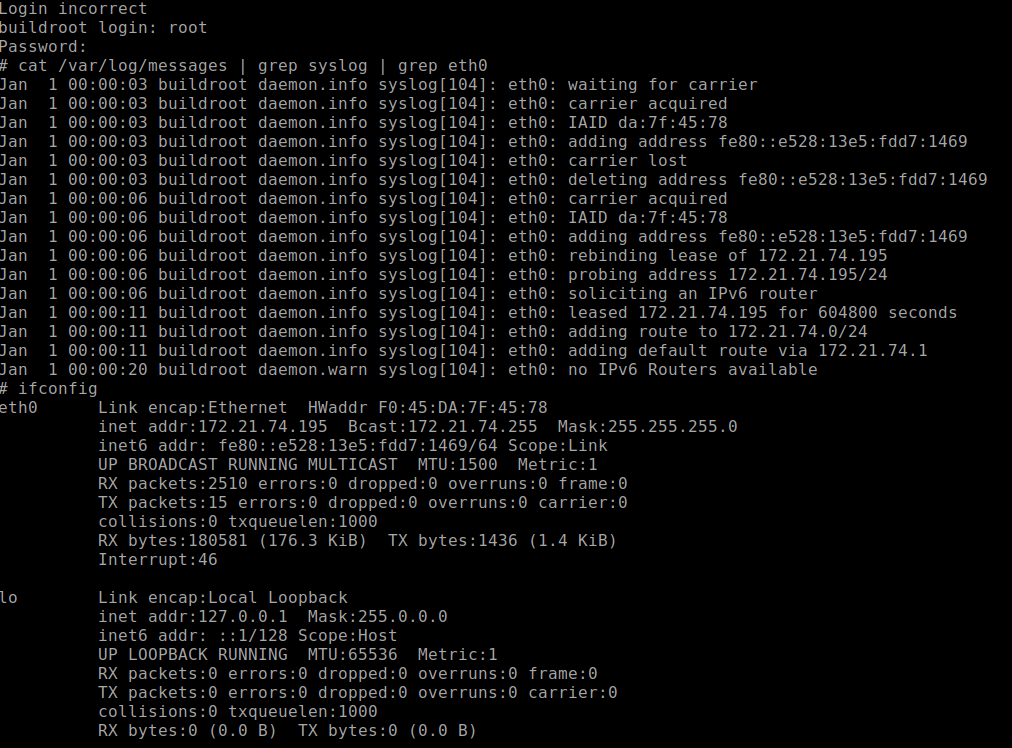 Login incorrect
buildroot login: root
Password:
# cat /var/log/messages | grep syslog | grep eth0
Jan  1 00:00:03 buildroot daemon.info syslog[104]: eth0: waiting for carrier
Jan  1 00:00:03 buildroot daemon.info syslog[104]: eth0: carrier acquired
Jan  1 00:00:03 buildroot daemon.info syslog[104]: eth0: IAID da:7f:45:78
Jan  1 00:00:03 buildroot daemon.info syslog[104]: eth0: adding address fe80::e528:13e5:fdd7:1469
Jan  1 00:00:03 buildroot daemon.info syslog[104]: eth0: carrier lost
Jan  1 00:00:03 buildroot daemon.info syslog[104]: eth0: deleting address fe80::e528:13e5:fdd7:1469
Jan  1 00:00:06 buildroot daemon.info syslog[104]: eth0: carrier acquired
Jan  1 00:00:06 buildroot daemon.info syslog[104]: eth0: IAID da:7f:45:78
Jan  1 00:00:06 buildroot daemon.info syslog[104]: eth0: adding address fe80::e528:13e5:fdd7:1469
Jan  1 00:00:06 buildroot daemon.info syslog[104]: eth0: rebinding lease of 172.21.74.195
Jan  1 00:00:06 buildroot daemon.info syslog[104]: eth0: probing address 172.21.74.195/24
Jan  1 00:00:06 buildroot daemon.info syslog[104]: eth0: soliciting an IPv6 router
Jan  1 00:00:11 buildroot daemon.info syslog[104]: eth0: leased 172.21.74.195 for 604800 seconds
Jan  1 00:00:11 buildroot daemon.info syslog[104]: eth0: adding route to 172.21.74.0/24
Jan  1 00:00:11 buildroot daemon.info syslog[104]: eth0: adding default route via 172.21.74.1
Jan  1 00:00:20 buildroot daemon.warn syslog[104]: eth0: no IPv6 Routers available
# ifconfig
eth0      Link encap:Ethernet  HWaddr F0:45:DA:7F:45:78
          inet addr:172.21.74.195  Bcast:172.21.74.255  Mask:255.255.255.0
          inet6 addr: fe80::e528:13e5:fdd7:1469/64 Scope:Link
          UP BROADCAST RUNNING MULTICAST  MTU:1500  Metric:1
          RX packets:2510 errors:0 dropped:0 overruns:0 frame:0
          TX packets:15 errors:0 dropped:0 overruns:0 carrier:0
          collisions:0 txqueuelen:1000
          RX bytes:180581 (176.3 KiB)  TX bytes:1436 (1.4 KiB)
          Interrupt:46

lo        Link encap:Local Loopback
          inet addr:127.0.0.1  Mask:255.0.0.0
          inet6 addr: ::1/128 Scope:Host
          UP LOOPBACK RUNNING  MTU:65536  Metric:1
          RX packets:0 errors:0 dropped:0 overruns:0 frame:0
          TX packets:0 errors:0 dropped:0 overruns:0 carrier:0
          collisions:0 txqueuelen:1000
          RX bytes:0 (0.0 B)  TX bytes:0 (0.0 B)